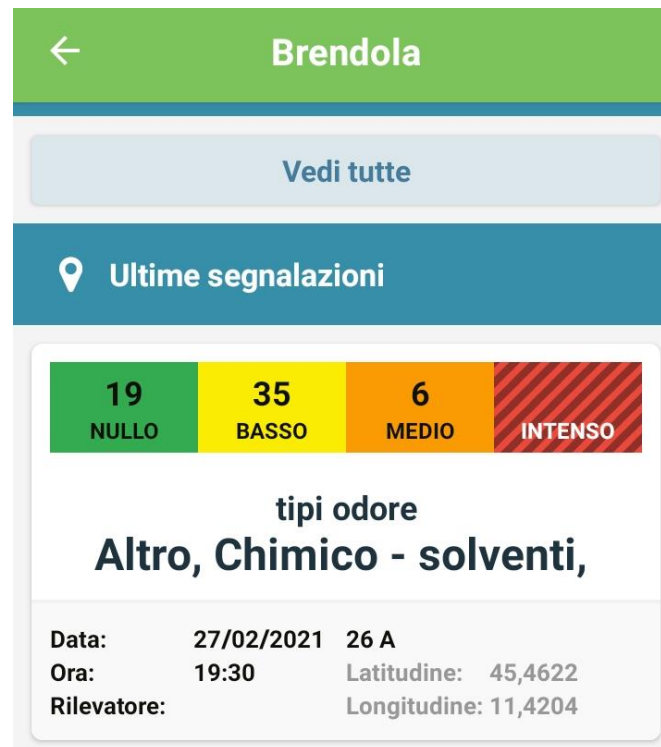 Brendola
Vedi tutte
Ultime segnalazioni
19 35 6
NULLO BASSO MEDIO INTENSO
tipi odore
Altro, Chimico - solventi,
Data: 27/02/2021 26 A
Ora: 19:30 Latitudine: 45,4622
Rilevatore: Longitudine: 11,4204